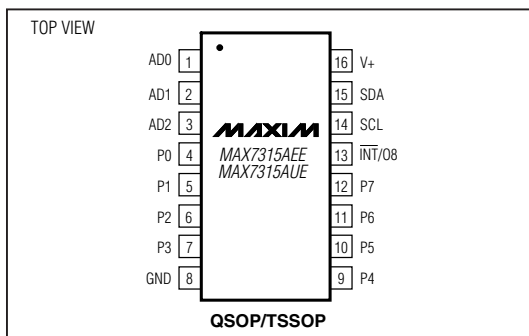 TOP VIEW
AD0 1
AD1 2
AD2 3
P0 4
P1 5
P2 6
P3 7
GND 8
MAXIM
MAX7315AEE
MAX7315AUE
16 V+
15 SDA
14 SCL
13 INT/O8
12 P7
11 P6
10 P5
9 P4
QSOP/TSSOP